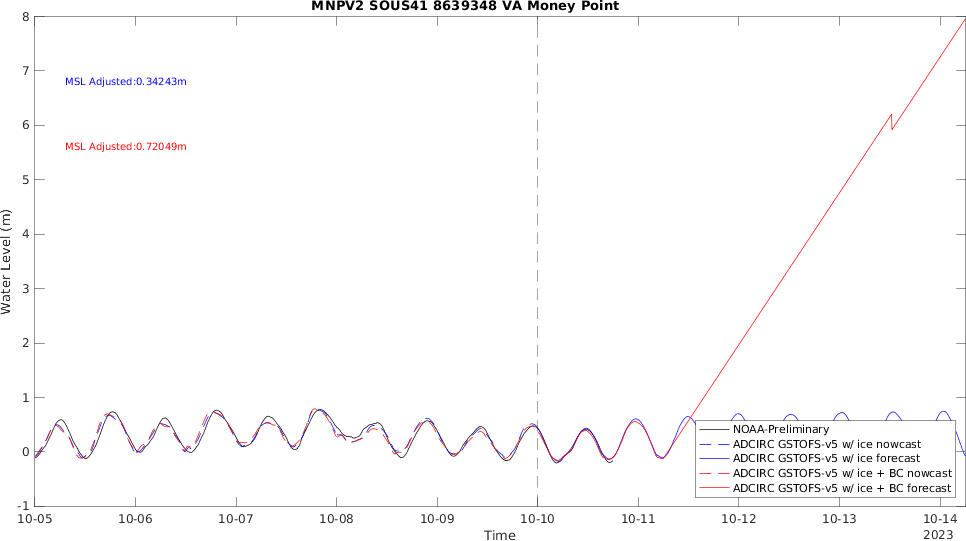 MNPV2 SOUS41 8639348 VA Money Point
8
7
6
5
4
3
2
1
0
-1
Water Level (m)
MSL Adjusted:0.34243m
MSL Adjusted:0.72049m
NOAA-Preliminary
ADCIRC GSTOFS-v5 w/ ice nowcast
ADCIRC GSTOFS-v5 w/ ice forecast
ADCIRC GSTOFS-v5 w/ ice + BC nowcast
ADCIRC GSTOFS-v5 w/ ice + BC forecast
10-05 10-06 10-07 10-08 10-09 10-10 10-11 10-12 10-13 10-14
2023
Time